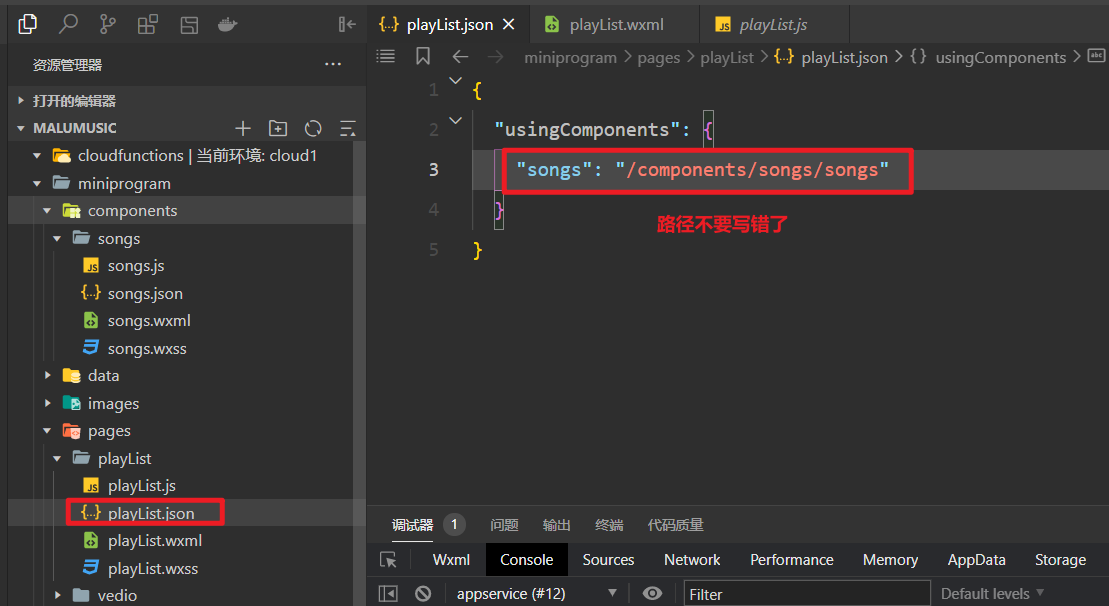 playList.json
playList.wxml
playList.js
资源管理器
miniprogram
pages
playList
playList.json
usingComponents
abc
打开的编辑器
MALUMUSIC
cloudfunctions | 当前环境: cloud1
miniprogram
components
songs
songs.js
songs.json
songs.wxml
songs.wxss
data
images
pages
playList
playList.js
playList.json
playList.wxml
playList.wxss
vedio
1 {
2 "usingComponents": {
3 "songs": "/components/songs/songs"
4 }
5 }
路径不要写错了
调试器 1 问题 输出 终端 代码质量
Wxml Console Sources Network Performance Memory AppData Storage
appservice (#12) Filter Default levels